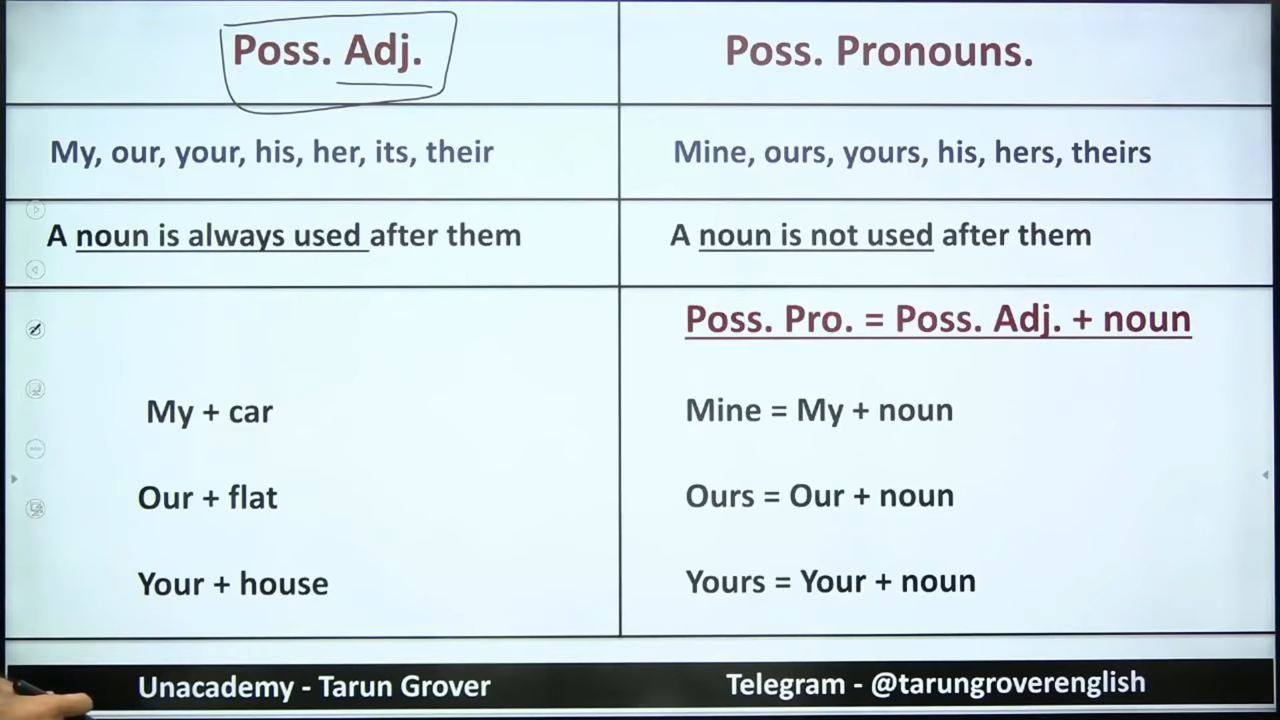 Poss. Adj.
Poss. Pronouns.
My, our, your, his, her, its, their
Mine, ours, yours, his, hers, theirs
A noun is always used after them
A noun is not used after them
Poss. Pro. = Poss. Adj. + noun
My + car
Mine = My + noun
Our + flat
Ours = Our + noun
Your + house
Yours = Your + noun
Unacademy - Tarun Grover
Telegram - @tarungroverenglish